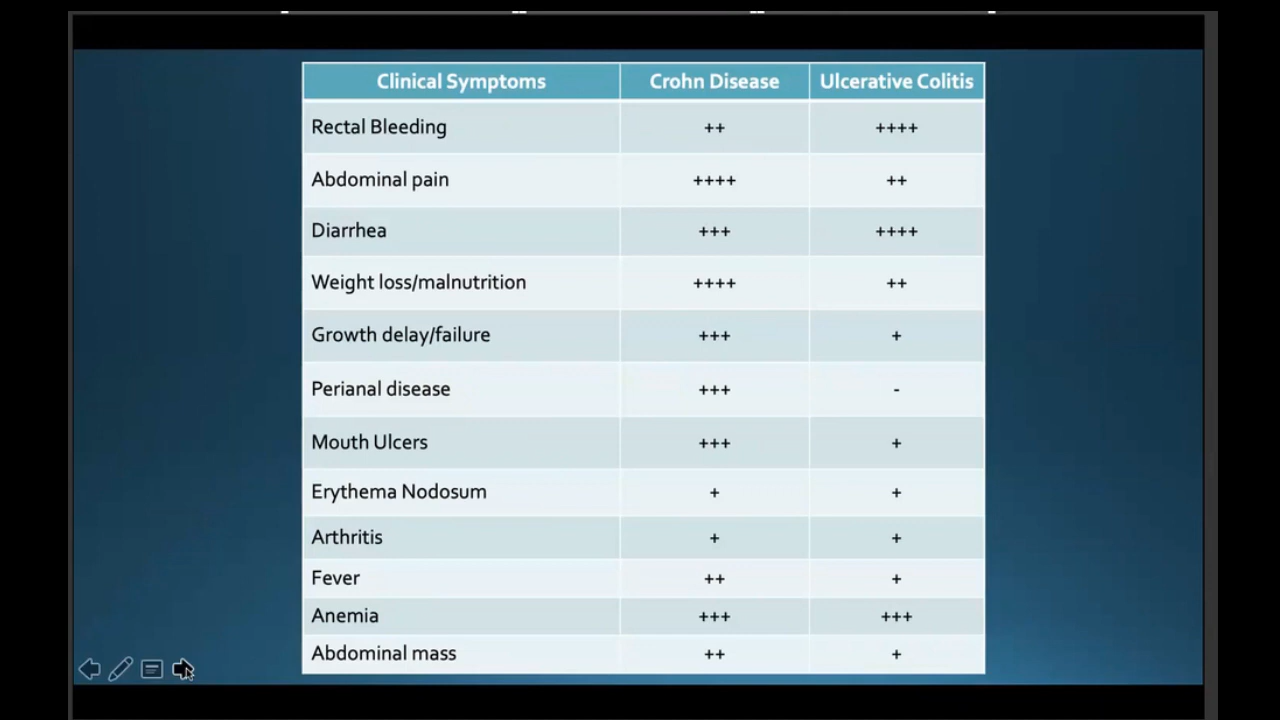 Clinical Symptoms Crohn Disease Ulcerative Colitis
Rectal Bleeding ++ ++++
Abdominal pain ++++ ++
Diarrhea +++ ++++
Weight loss/malnutrition ++++ ++
Growth delay/failure +++ +
Perianal disease +++ -
Mouth Ulcers +++ +
Erythema Nodosum + +
Arthritis + +
Fever ++ +
Anemia +++ +++
Abdominal mass ++ +